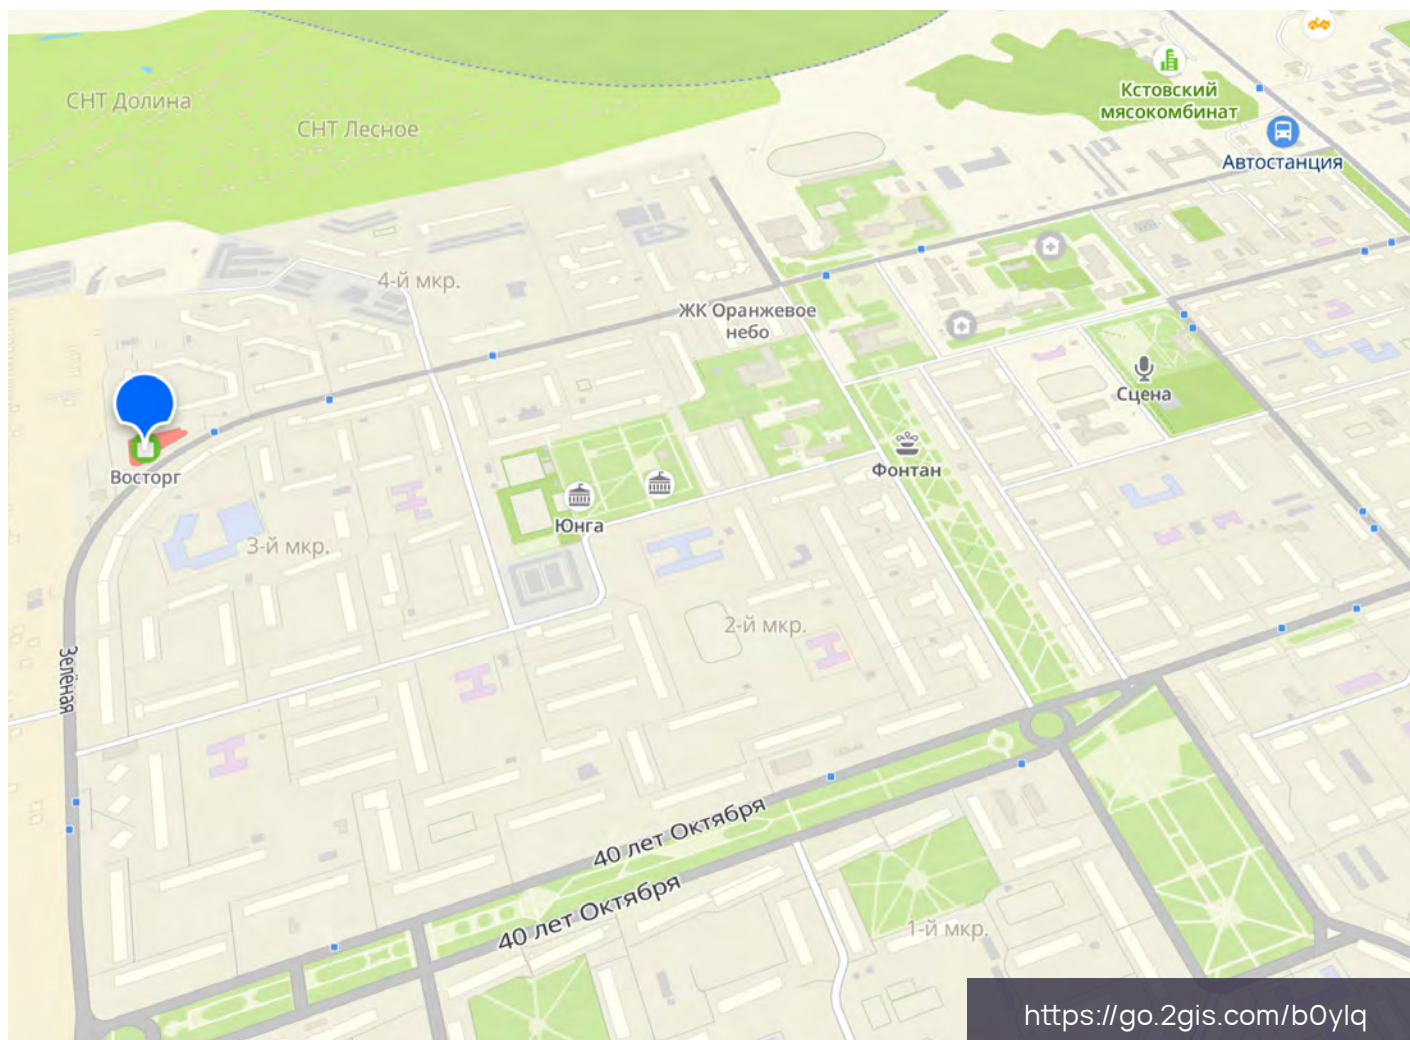 СНТ Долина
СНТ Лесное
Кстовский
мясокомбинат
Автостанция
4-й мкр.
ЖК Оранжевое
небо
Сцена
Фонтан
Восторг
Юнга
3-й мкр.
2-й мкр.
Зелёная
40 лет Октября
40 лет Октября
1-й мкр.
https://go.2gis.com/b0ylq